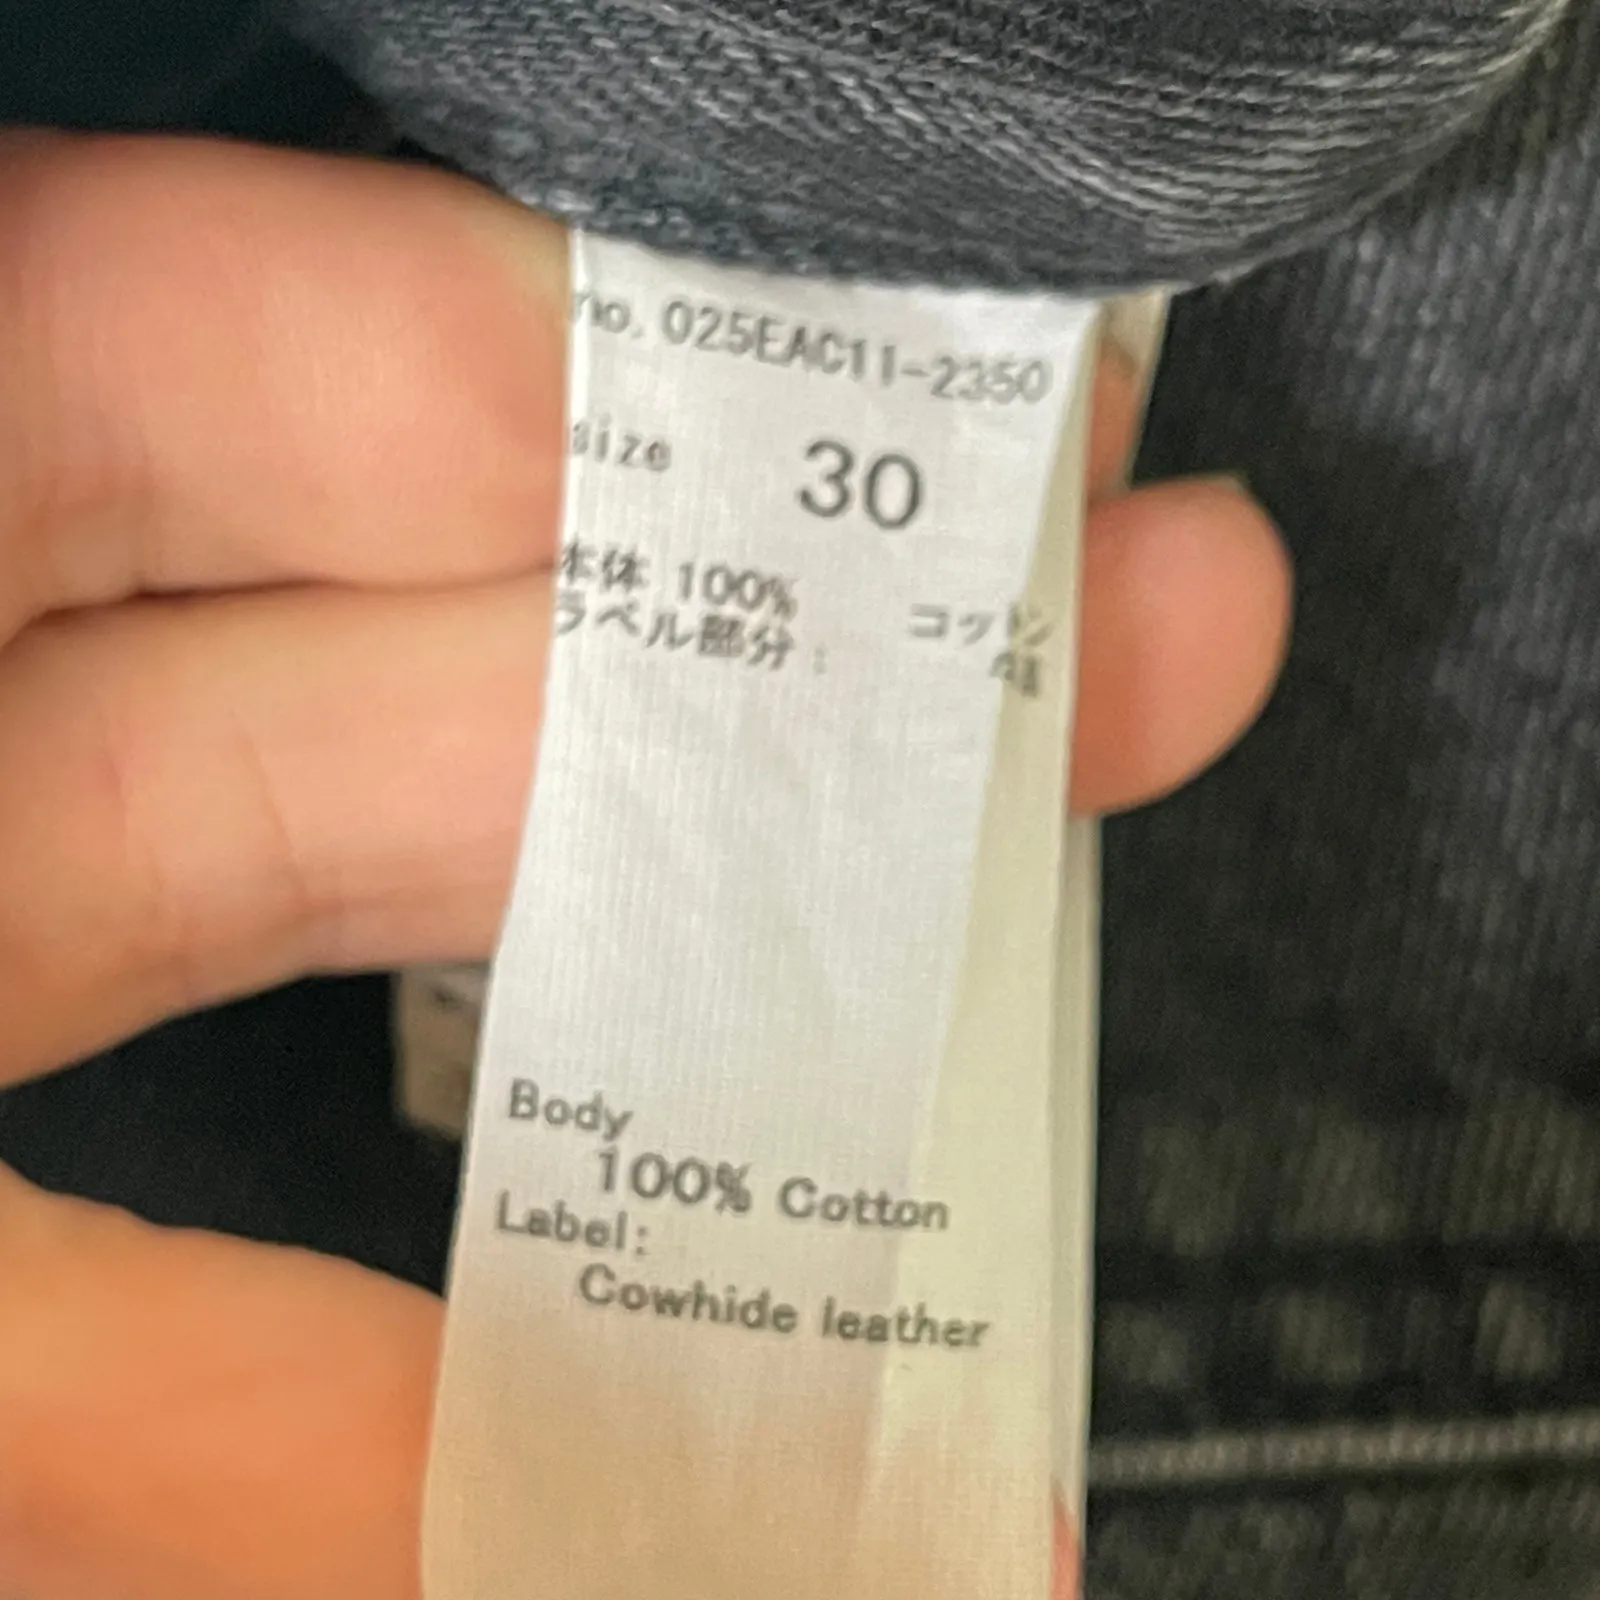 no. 025EAC11-2350
size 30
本体 100% コットン
ラベル部分:
Body
100% Cotton
Label:
Cowhide leather